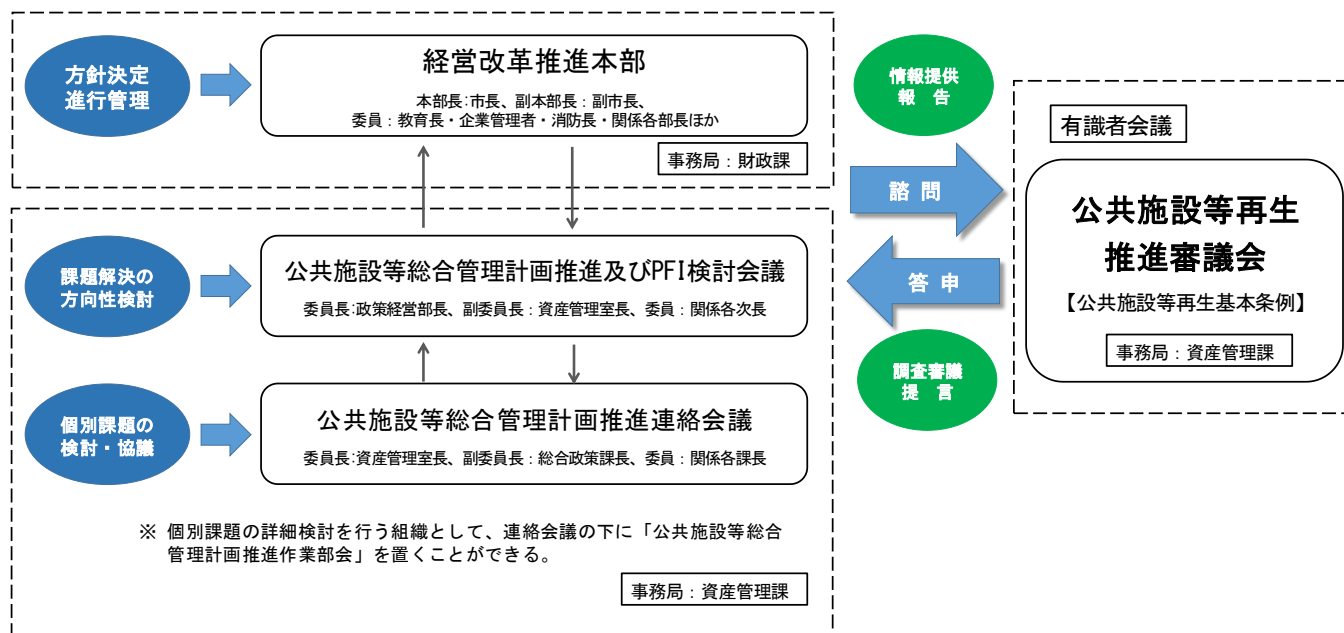 方針決定
進行管理
経営改革推進本部
本部長:市長、副本部長：副市長、
委員：教育長・企業管理者・消防長・関係各部長ほか
事務局：財政課
課題解決の
方向性検討
公共施設等総合管理計画推進及びPFI検討会議
委員長:政策経営部長、副委員長：資産管理室長、委員：関係各次長
個別課題の
検討・協議
公共施設等総合管理計画推進連絡会議
委員長:資産管理室長、副委員長：総合政策課長、委員：関係各課長
※ 個別課題の詳細検討を行う組織として、連絡会議の下に「公共施設等総合
管理計画推進作業部会」を置くことができる。
事務局：資産管理課
情報提供
報　告
諮 問
答 申
調査審議
提　言
有識者会議
公共施設等再生
推進審議会
【公共施設等再生基本条例】
事務局：資産管理課